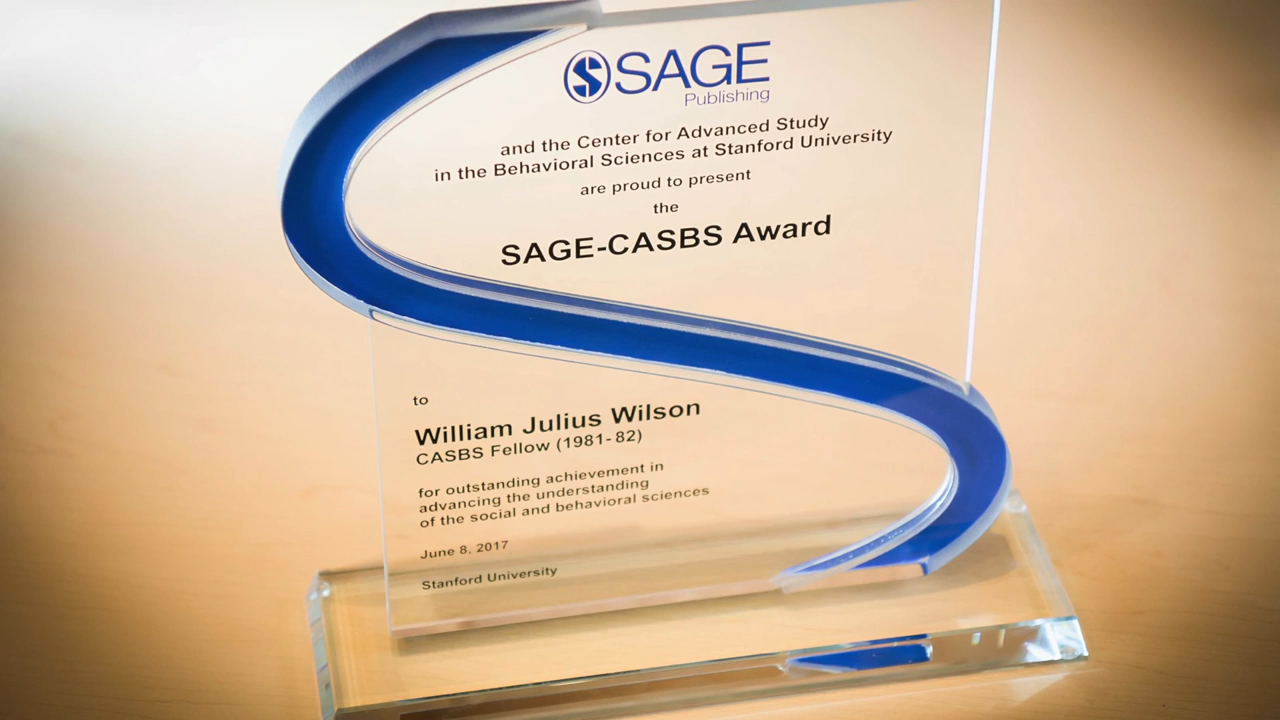 SAGE
Publishing
and the Center for Advanced Study
in the Behavioral Sciences at Stanford University
are proud to present
the
SAGE-CASBS Award
to
William Julius Wilson
CASBS Fellow (1981-82)
for outstanding achievement in
advancing the understanding
of the social and behavioral sciences
June 8, 2017
Stanford University